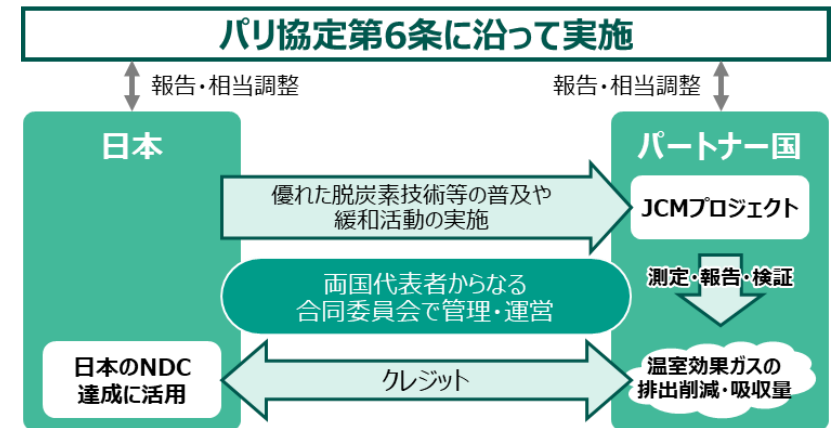 パリ協定第6条に沿って実施
報告・相当調整
報告・相当調整
日本
パートナー国
優れた脱炭素技術等の普及や
緩和活動の実施
JCMプロジェクト
測定・報告・検証
両国代表者からなる
合同委員会で管理・運営
日本のNDC
達成に活用
クレジット
温室効果ガスの
排出削減・吸収量